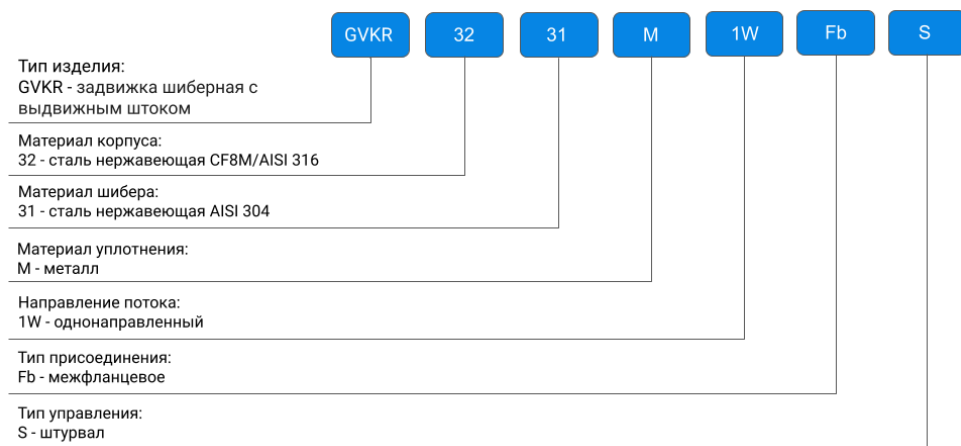 GVKR 32 31 M 1W Fb S
Тип изделия:
GVKR - задвижка шиберная с
выдвижным штоком
Материал корпуса:
32 - сталь нержавеющая CF8M/AISI 316
Материал шибера:
31 - сталь нержавеющая AISI 304
Материал уплотнения:
М - металл
Направление потока:
1W - однонаправленный
Тип присоединения:
Fb - межфланцевое
Тип управления:
S - штурвал